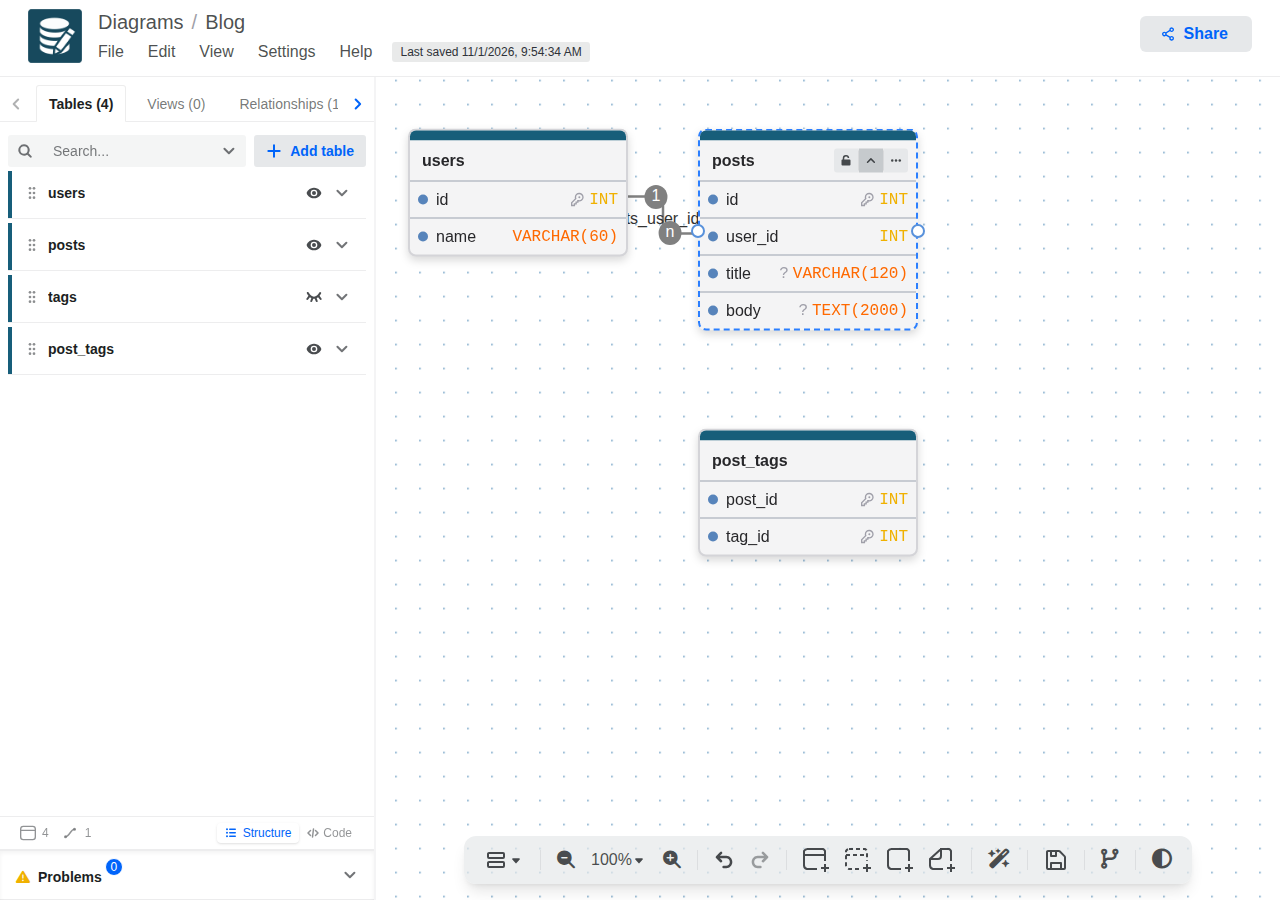 Diagrams / Blog
File Edit View Settings Help Last saved 11/1/2026, 9:54:34 AM
Share
Tables (4) Views (0) Relationships (1
Search... Add table
users
posts
tags
post_tags
4 1 Structure Code
Problems 0
users
id INT
name VARCHAR(60)
1
ts_user_id
n
posts
id INT
user_id INT
title ? VARCHAR(120)
body ? TEXT(2000)
post_tags
post_id INT
tag_id INT
100%